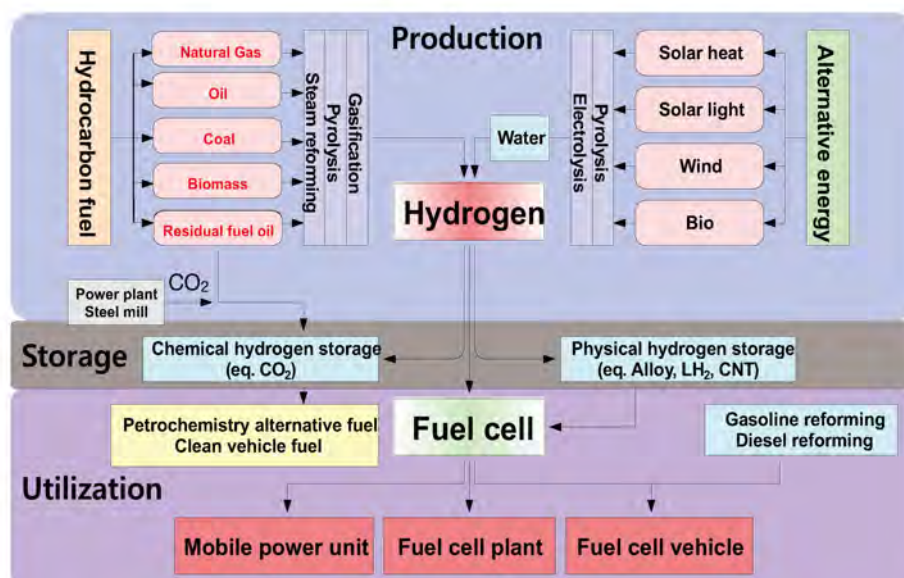 Production
Hydrocarbon fuel
Natural Gas
Oil
Coal
Biomass
Residual fuel oil
Steam reforming
Pyrolysis
Gasification
Water
Hydrogen
Electrolysis
Pyrolysis
Solar heat
Solar light
Wind
Bio
Alternative energy
Power plant
Steel mill
CO₂
Storage
Chemical hydrogen storage
(eq. CO₂)
Physical hydrogen storage
(eq. Alloy, LH₂, CNT)
Petrochemistry alternative fuel
Clean vehicle fuel
Fuel cell
Gasoline reforming
Diesel reforming
Utilization
Mobile power unit
Fuel cell plant
Fuel cell vehicle